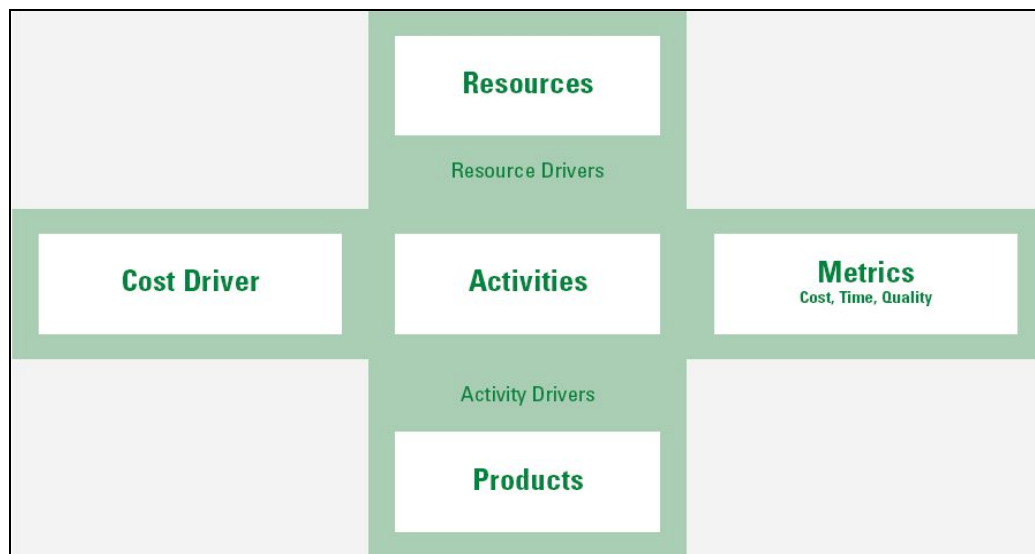 Resources
Resource Drivers
Cost Driver
Activities
Metrics
Cost, Time, Quality
Activity Drivers
Products